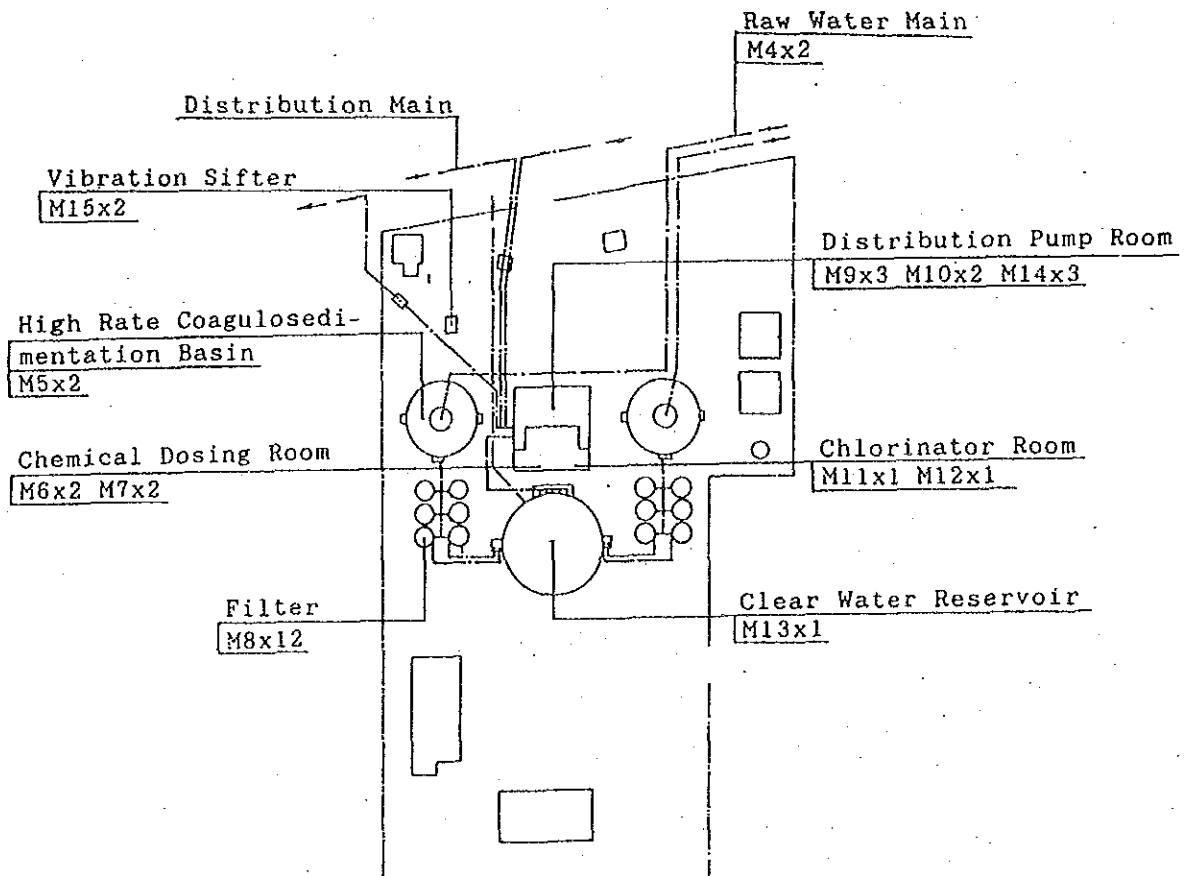 Raw Water Main
M4x2
Distribution Main
Vibration Sifter
M15x2
Distribution Pump Room
M9x3 M10x2 M14x3
High Rate Coagulosedi-
mentation Basin
M5x2
Chemical Dosing Room
M6x2 M7x2
Chlorinator Room
M11x1 M12x1
Filter
M8x12
Clear Water Reservoir
M13x1